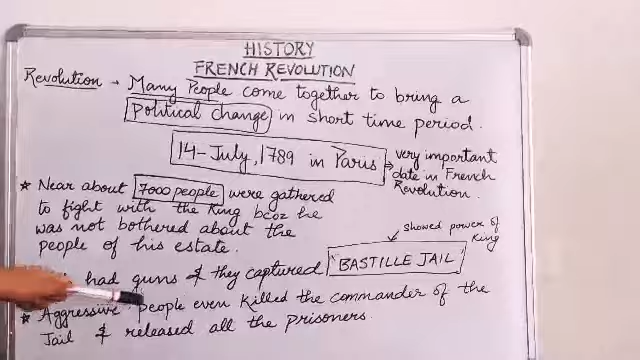 HISTORY
FRENCH REVOLUTION
Revolution → Many People come together to bring a
Political change in short time period.
14-July, 1789 in Paris → very important
date in French
Revolution.
★ Near about 7000 people were gathered
to fight with the King bcoz he
was not bothered about the
people of his estate.
showed power of
King
had guns & they captured "BASTILLE JAIL"
★ Aggressive people even killed the commander of the
Jail & released all the prisoners.